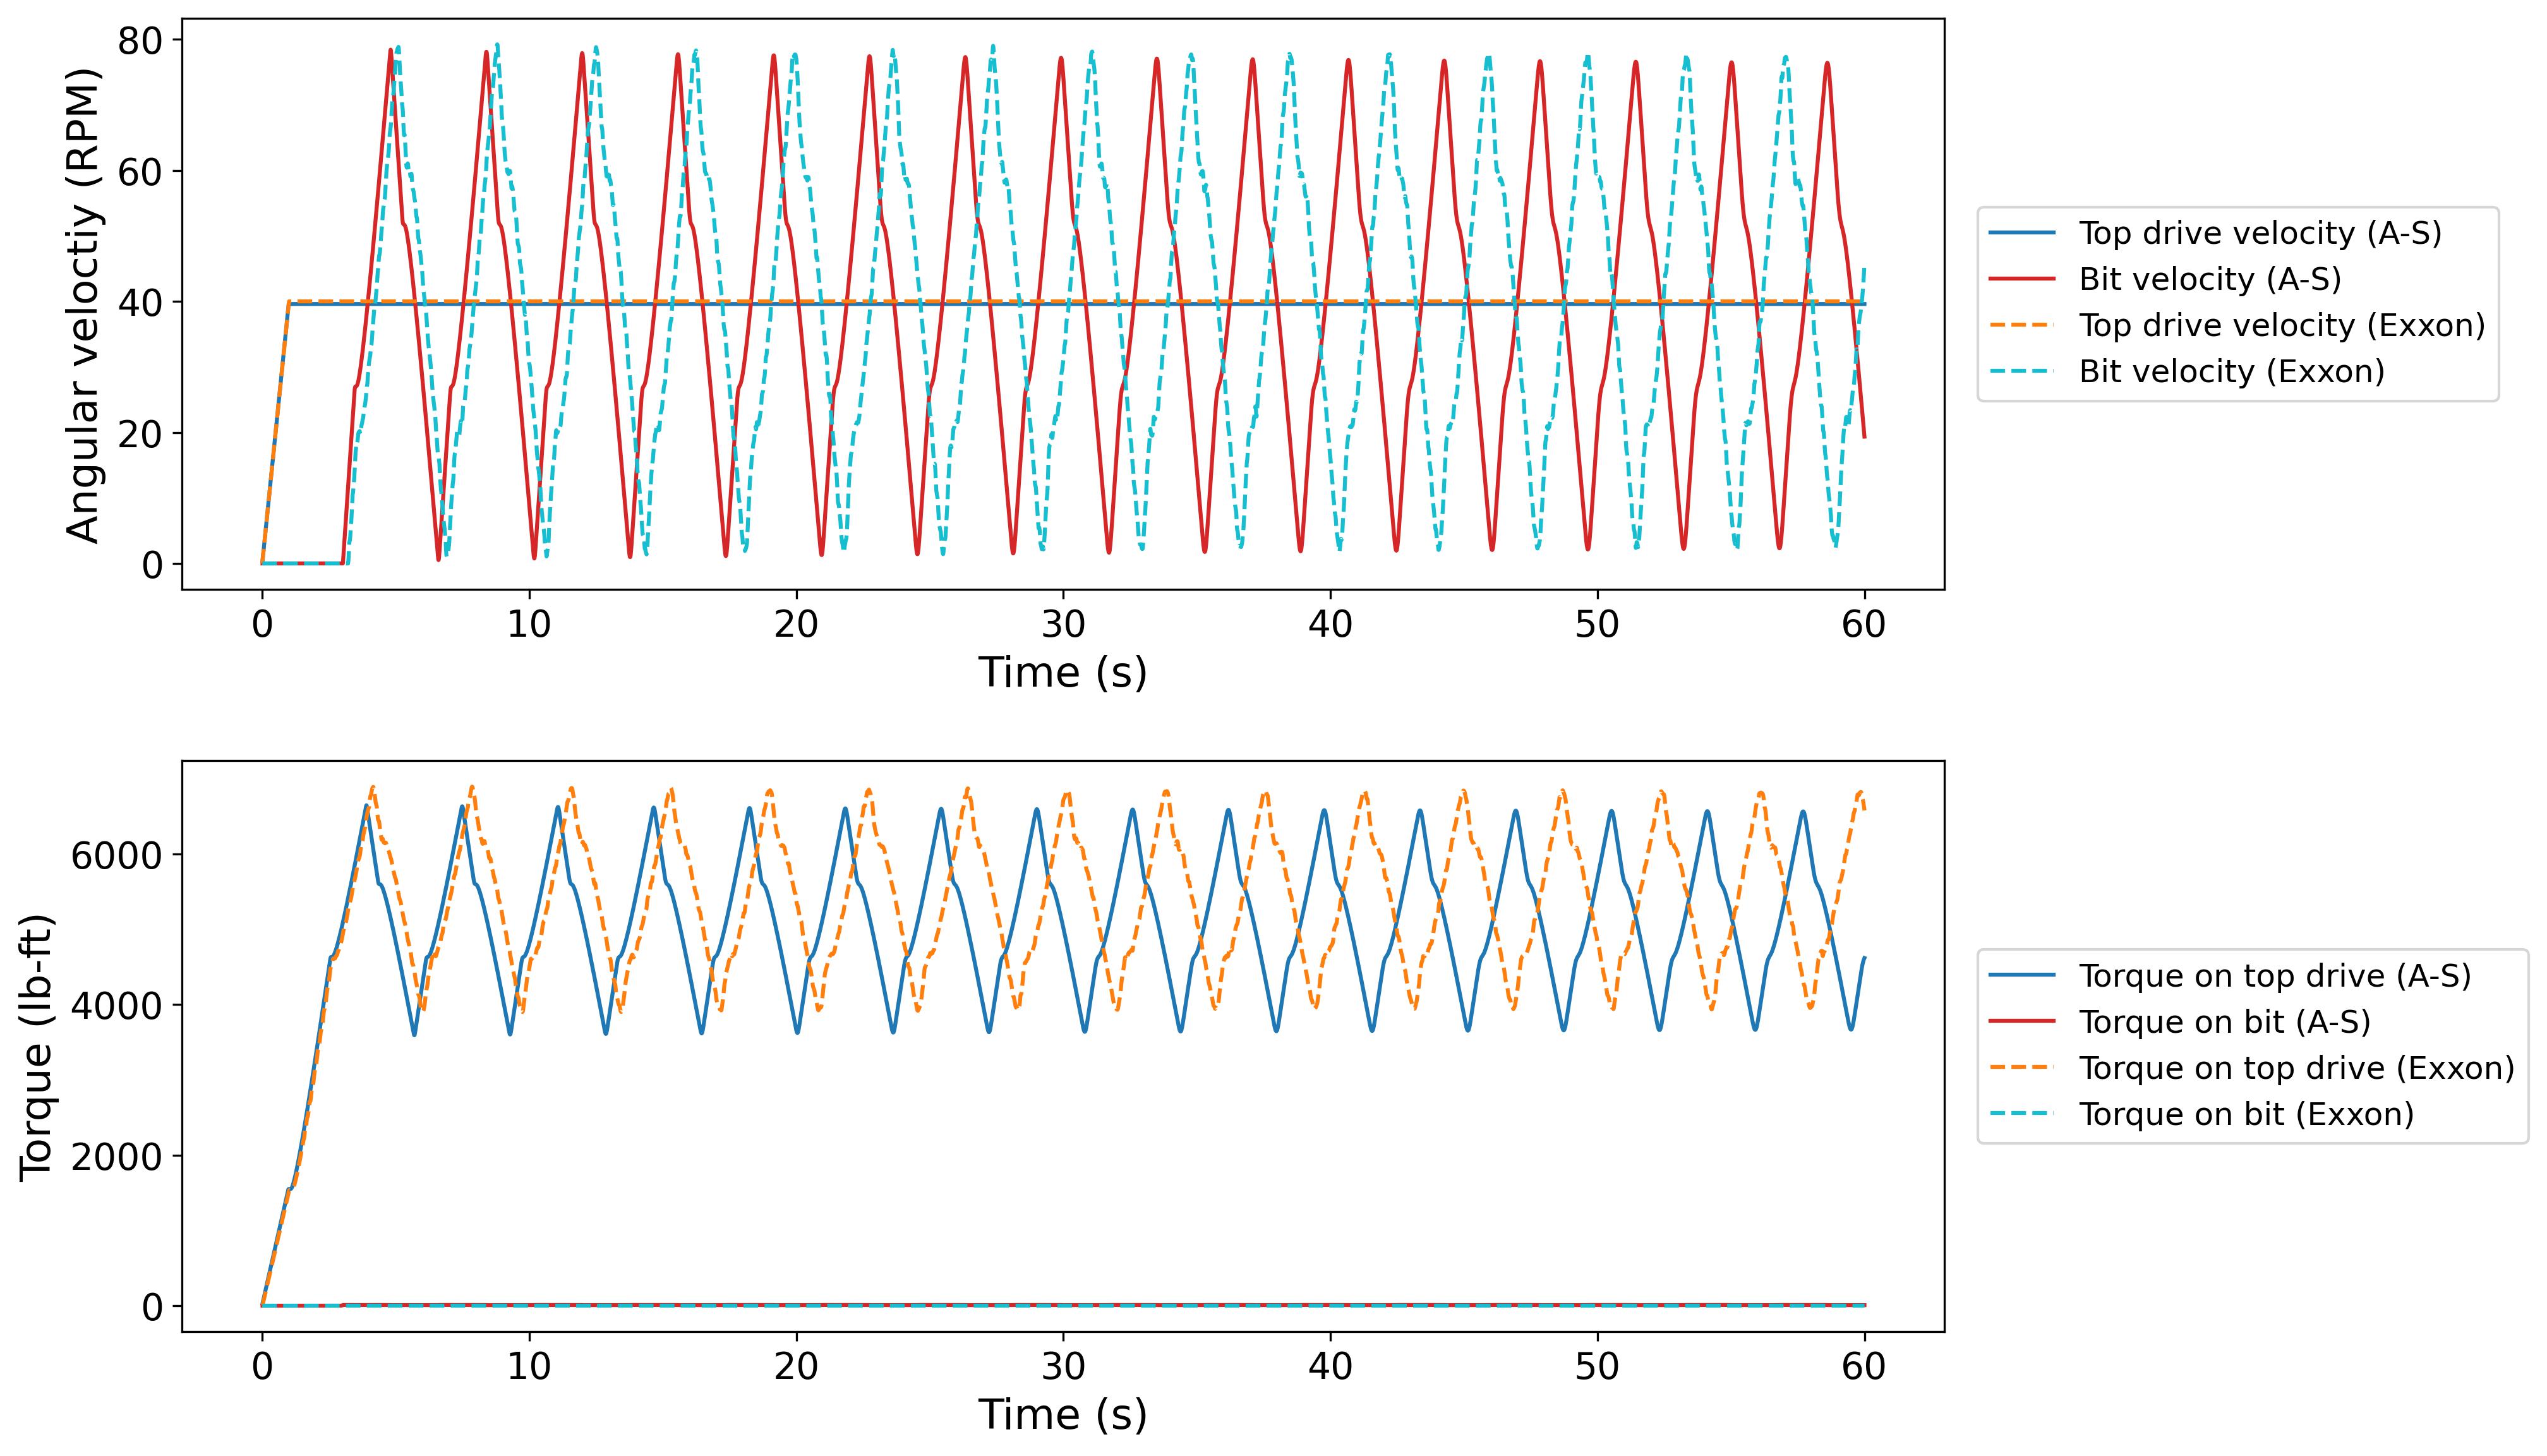 80
60
40
20
0
Angular veloctiy (RPM)
0 10 20 30 40 50 60
Time (s)
Top drive velocity (A-S)
Bit velocity (A-S)
Top drive velocity (Exxon)
Bit velocity (Exxon)
6000
4000
2000
0
Torque (lb-ft)
0 10 20 30 40 50 60
Time (s)
Torque on top drive (A-S)
Torque on bit (A-S)
Torque on top drive (Exxon)
Torque on bit (Exxon)